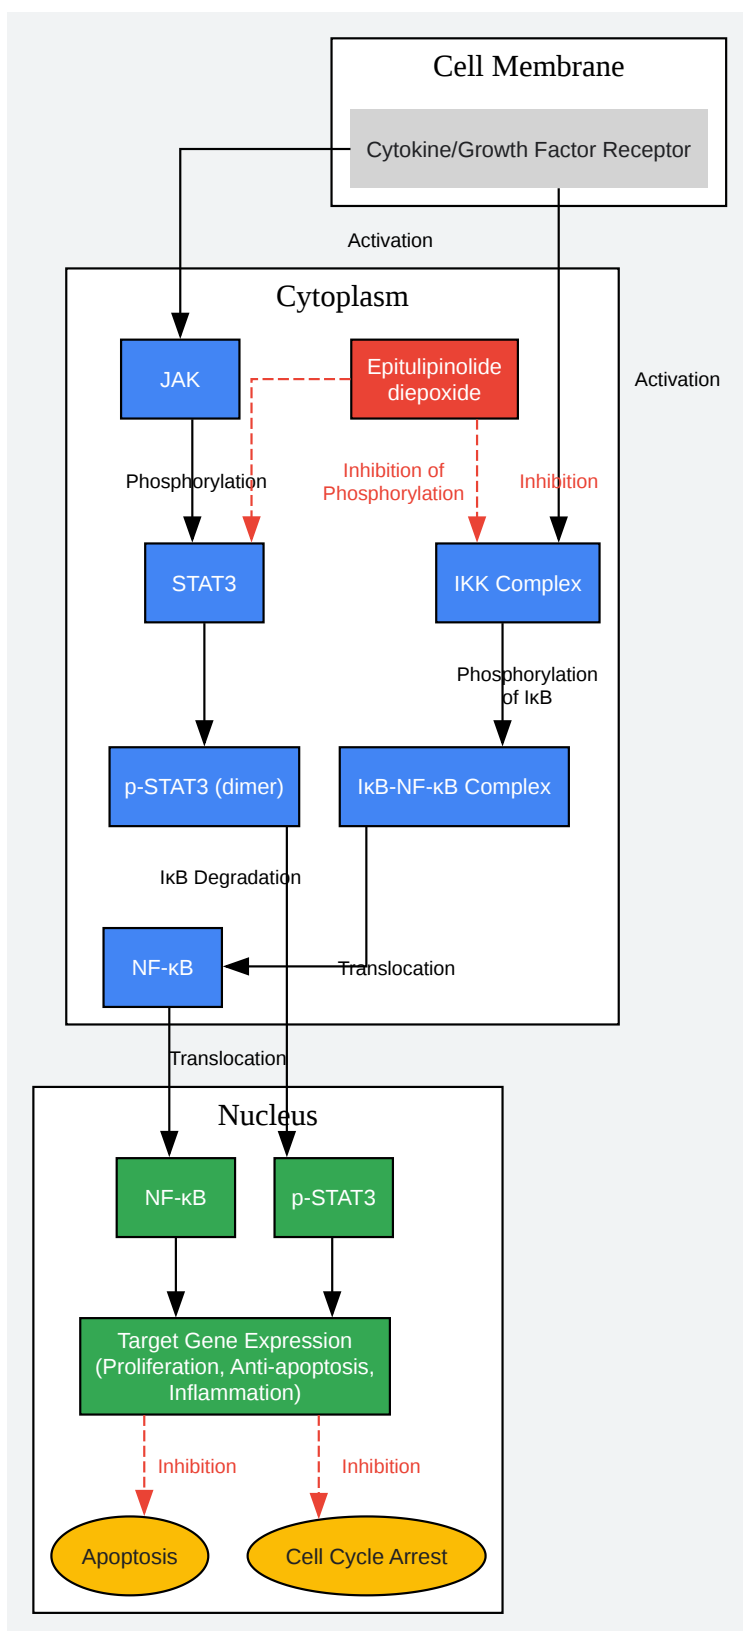 Cell Membrane
Cytokine/Growth Factor Receptor
Activation
Cytoplasm
JAK
Epitulipinolide
diepoxide
Activation
Phosphorylation
Inhibition of
Phosphorylation
Inhibition
STAT3
IKK Complex
Phosphorylation
of IκB
p-STAT3 (dimer)
IκB-NF-κB Complex
IκB Degradation
NF-κB
Translocation
Translocation
Nucleus
NF-κB
p-STAT3
Target Gene Expression
(Proliferation, Anti-apoptosis,
Inflammation)
Inhibition
Inhibition
Apoptosis
Cell Cycle Arrest